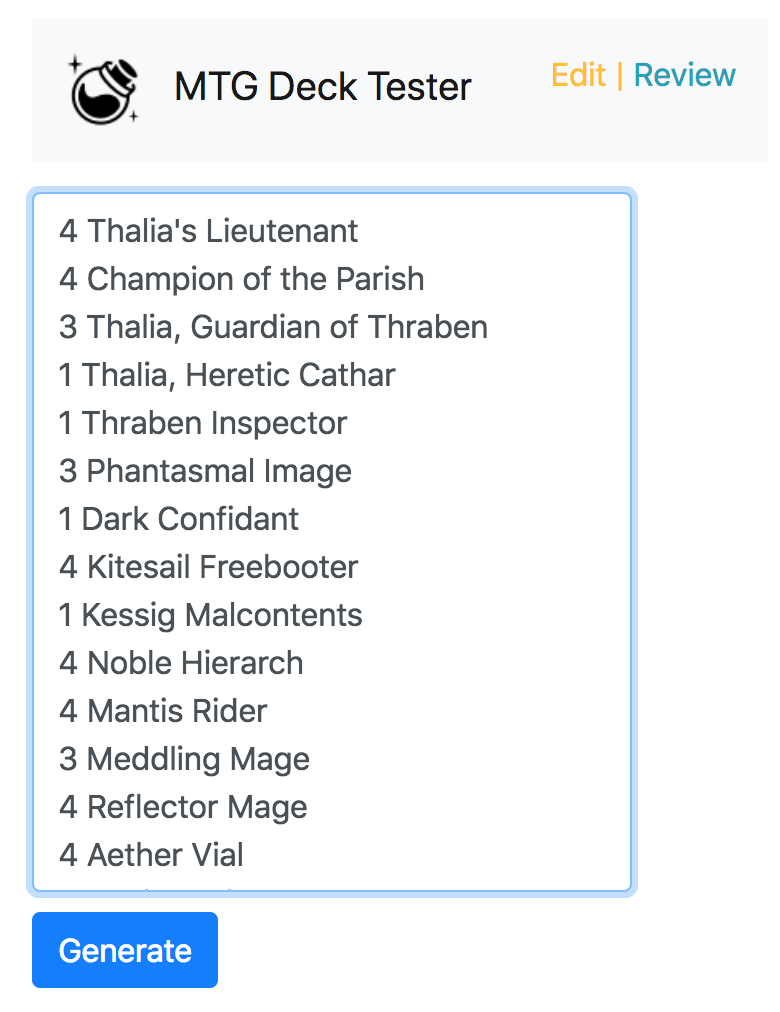 MTG Deck Tester
Edit | Review
4 Thalia's Lieutenant
4 Champion of the Parish
3 Thalia, Guardian of Thraben
1 Thalia, Heretic Cathar
1 Thraben Inspector
3 Phantasmal Image
1 Dark Confidant
4 Kitesail Freebooter
1 Kessig Malcontents
4 Noble Hierarch
4 Mantis Rider
3 Meddling Mage
4 Reflector Mage
4 Aether Vial
Generate